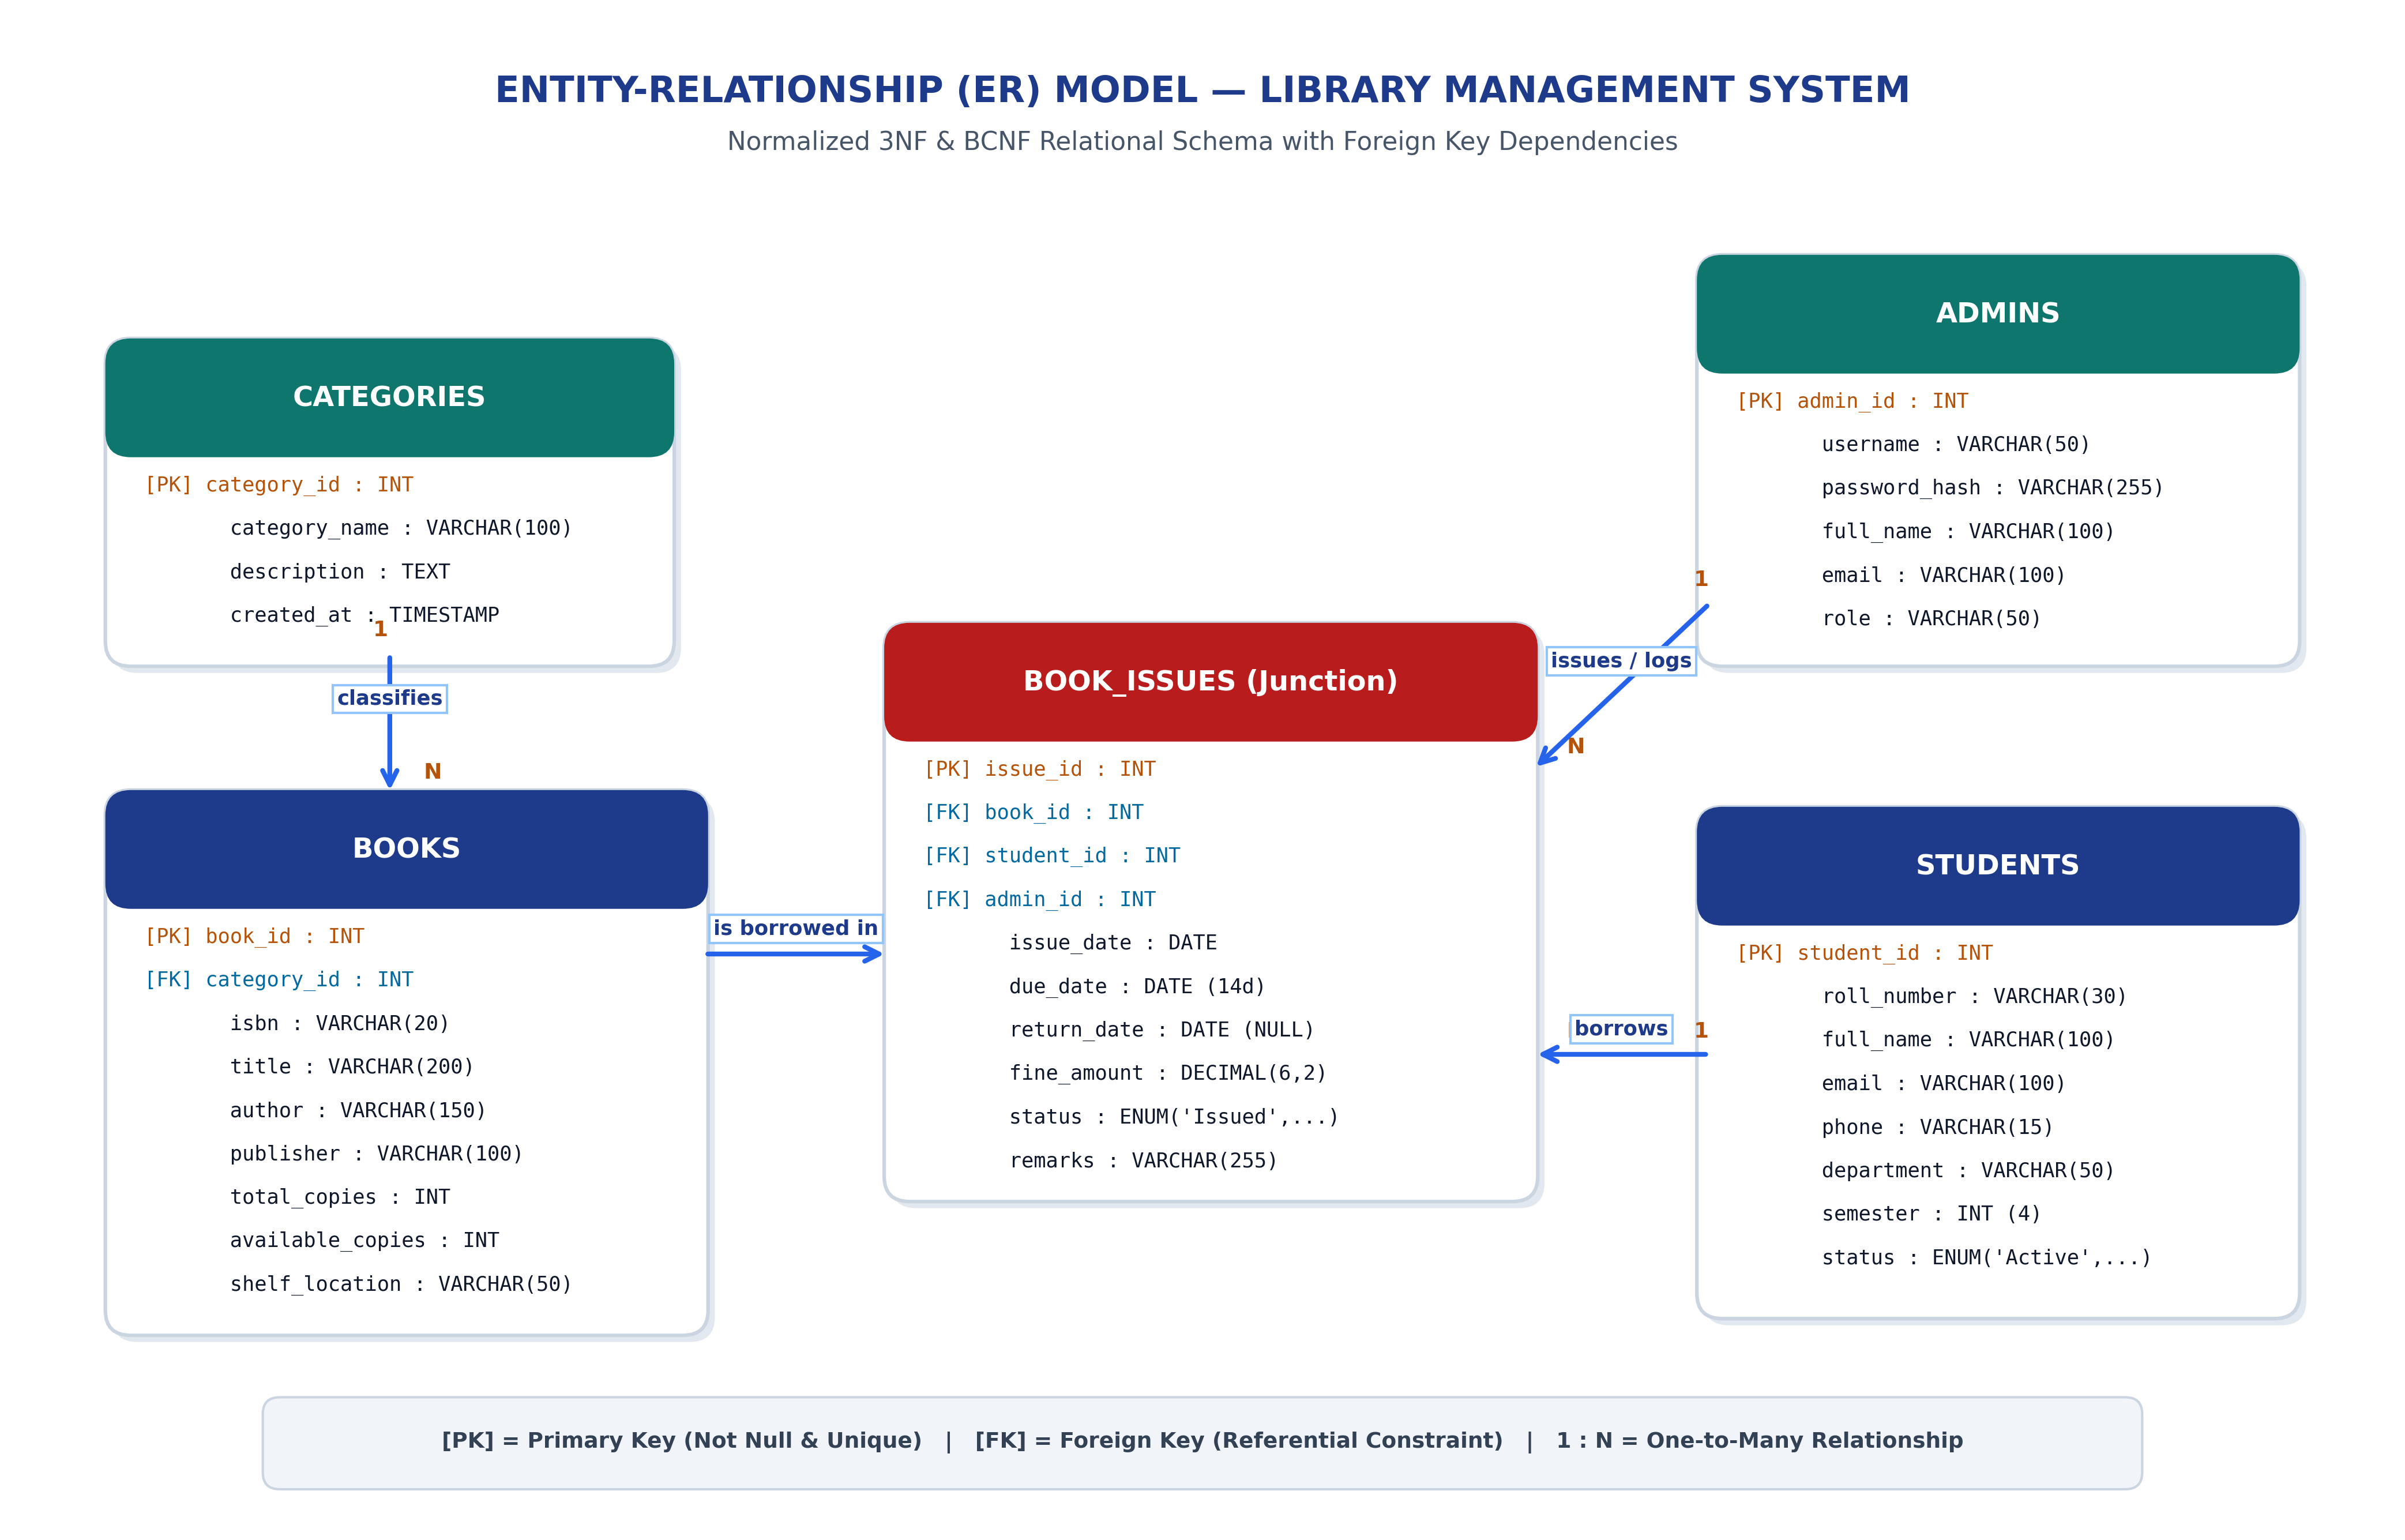 ENTITY-RELATIONSHIP (ER) MODEL — LIBRARY MANAGEMENT SYSTEM
Normalized 3NF & BCNF Relational Schema with Foreign Key Dependencies
CATEGORIES
[PK] category_id : INT
category_name : VARCHAR(100)
description : TEXT
created_at : TIMESTAMP
1
classifies
N
BOOKS
[PK] book_id : INT
[FK] category_id : INT
isbn : VARCHAR(20)
title : VARCHAR(200)
author : VARCHAR(150)
publisher : VARCHAR(100)
total_copies : INT
available_copies : INT
shelf_location : VARCHAR(50)
is borrowed in
BOOK_ISSUES (Junction)
[PK] issue_id : INT
[FK] book_id : INT
[FK] student_id : INT
[FK] admin_id : INT
issue_date : DATE
due_date : DATE (14d)
return_date : DATE (NULL)
fine_amount : DECIMAL(6,2)
status : ENUM('Issued',...)
remarks : VARCHAR(255)
ADMINS
[PK] admin_id : INT
username : VARCHAR(50)
password_hash : VARCHAR(255)
full_name : VARCHAR(100)
email : VARCHAR(100)
role : VARCHAR(50)
1
issues / logs
N
STUDENTS
[PK] student_id : INT
roll_number : VARCHAR(30)
full_name : VARCHAR(100)
email : VARCHAR(100)
phone : VARCHAR(15)
department : VARCHAR(50)
semester : INT (4)
status : ENUM('Active',...)
borrows
1
[PK] = Primary Key (Not Null & Unique) | [FK] = Foreign Key (Referential Constraint) | 1 : N = One-to-Many Relationship